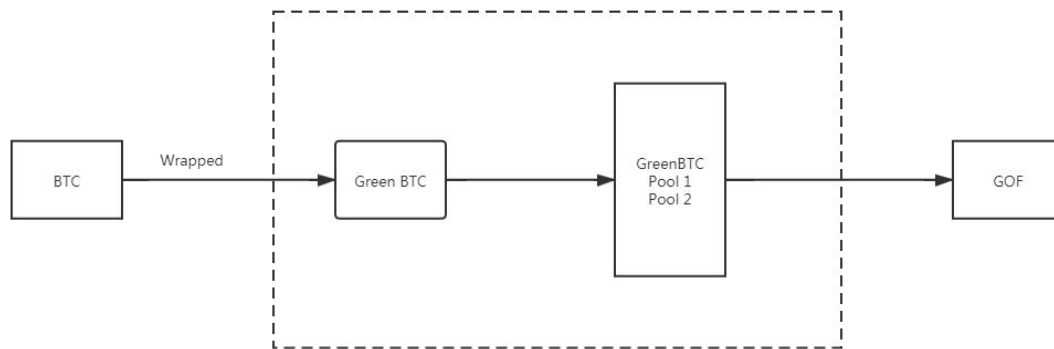 Wrapped
BTC
Green BTC
GreenBTC
Pool 1
Pool 2
GOF